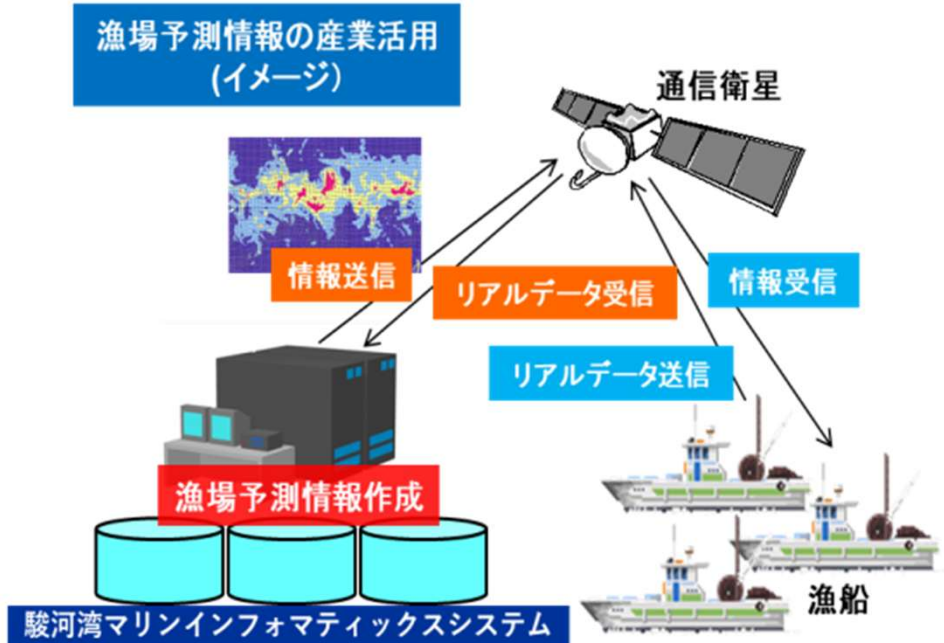 漁場予測情報の産業活用
(イメージ)
通信衛星
情報送信
リアルデータ受信
情報受信
リアルデータ送信
漁場予測情報作成
漁船
駿河湾マリンインフォマティックスシステム